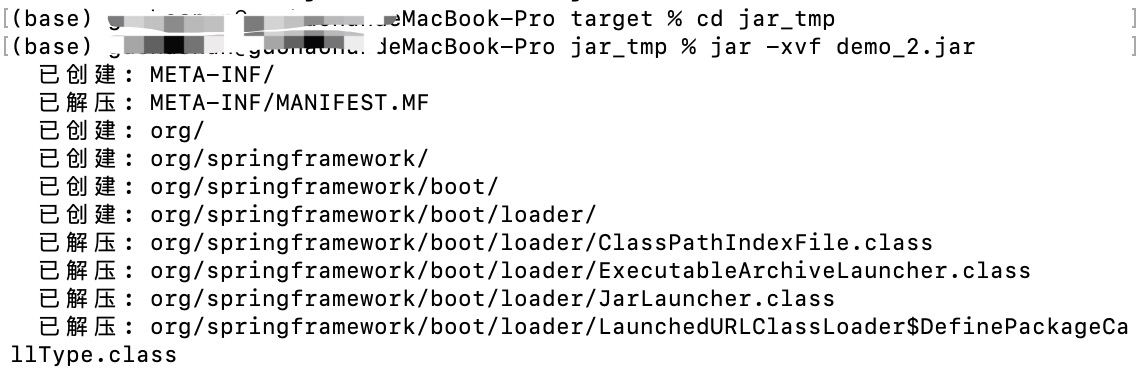 (base) deMacBook-Pro target % cd jar_tmp
(base) deMacBook-Pro jar_tmp % jar -xvf demo_2.jar
已创建: META-INF/
已解压: META-INF/MANIFEST.MF
已创建: org/
已创建: org/springframework/
已创建: org/springframework/boot/
已创建: org/springframework/boot/loader/
已解压: org/springframework/boot/loader/ClassPathIndexFile.class
已解压: org/springframework/boot/loader/ExecutableArchiveLauncher.class
已解压: org/springframework/boot/loader/JarLauncher.class
已解压: org/springframework/boot/loader/LaunchedURLClassLoader$DefinePackageCa
llType.class